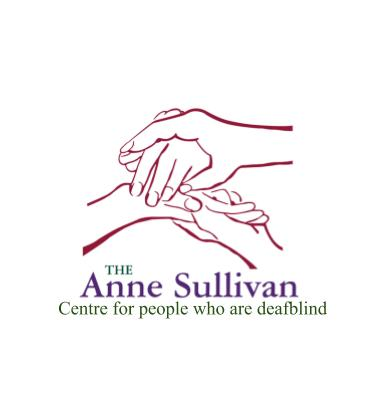 THE
Anne Sullivan
Centre for people who are deafblind